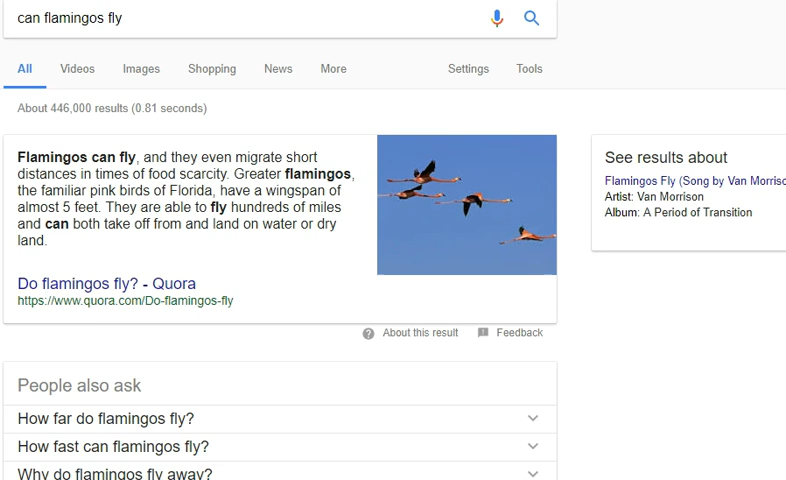 can flamingos fly
All Videos Images Shopping News More Settings Tools
About 446,000 results (0.81 seconds)
Flamingos can fly, and they even migrate short
distances in times of food scarcity. Greater flamingos,
the familiar pink birds of Florida, have a wingspan of
almost 5 feet. They are able to fly hundreds of miles
and can both take off from and land on water or dry
land.
Do flamingos fly? - Quora
https://www.quora.com/Do-flamingos-fly
About this result Feedback
See results about
Flamingos Fly (Song by Van Morrisc
Artist: Van Morrison
Album: A Period of Transition
People also ask
How far do flamingos fly?
How fast can flamingos fly?
Why do flamingos fly away?